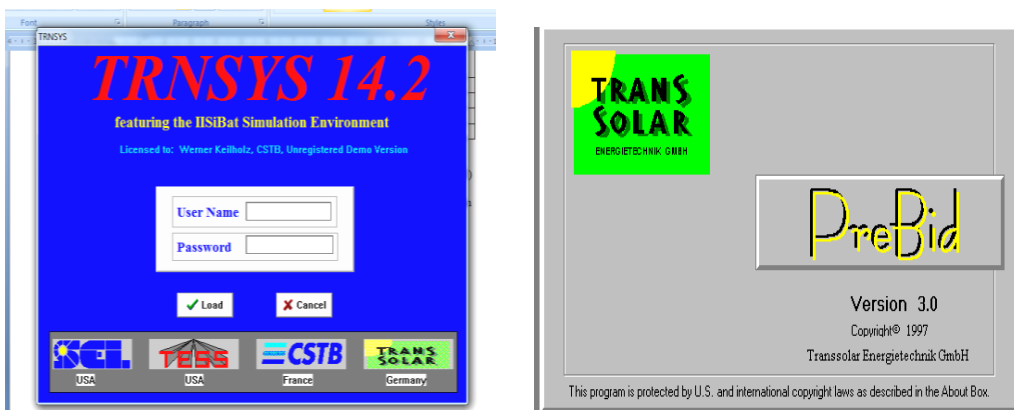 Font
Paragraph
Styles
TRNSYS
TRNSYS 14.2
featuring the IISiBat Simulation Environment
Licensed to: Werner Keilholz, CSTB, Unregistered Demo Version
User Name
Password
Load
Cancel
SEL
TESS
CSTB
TRANS
SOLAR
USA
USA
France
Germany
TRANS
SOLAR
ENERGIETECHNIK GMBH
PreBid
Version 3.0
Copyright© 1997
Transsolar Energietechnik GmbH
This program is protected by U.S. and international copyright laws as described in the About Box.